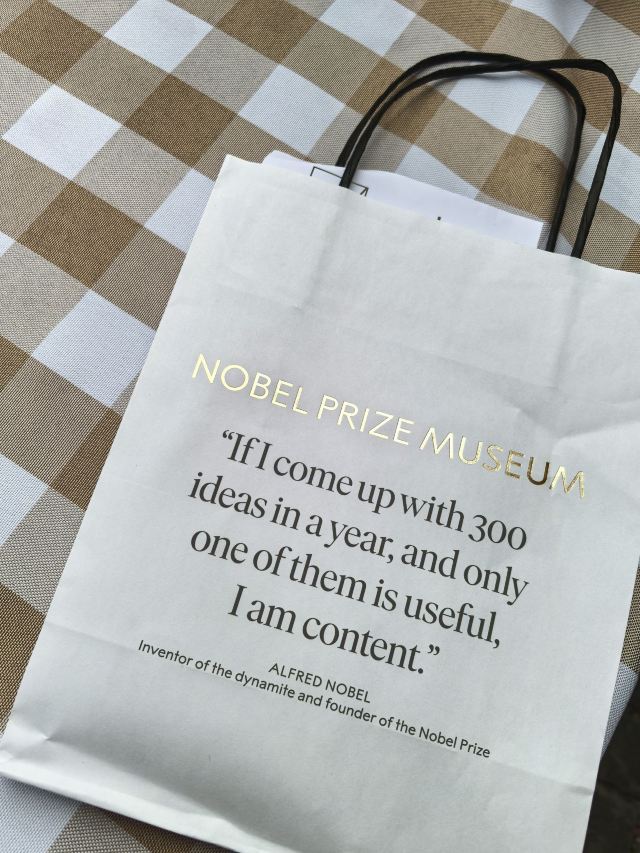 NOBEL PRIZE MUSEUM
“If I come up with 300
ideas in a year, and only
one of them is useful,
I am content.”
ALFRED NOBEL
Inventor of the dynamite and founder of the Nobel Prize